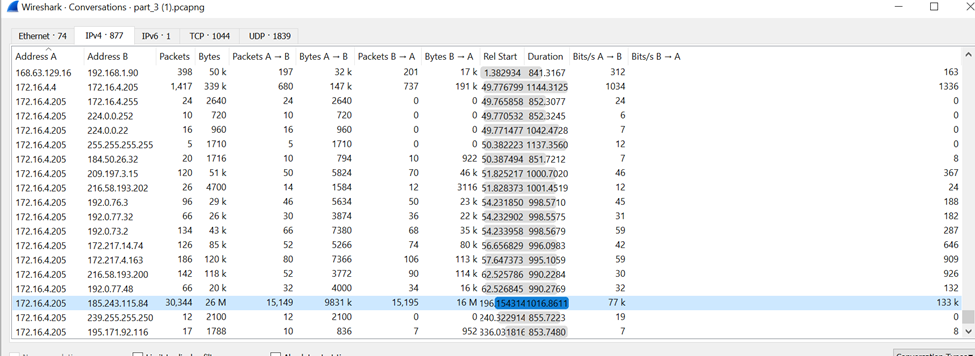 Wireshark · Conversations · part_3 (1).pcapng
Ethernet · 74 IPv4 · 877 IPv6 · 1 TCP · 1044 UDP · 1839
Address A Address B Packets Bytes Packets A → B Bytes A → B Packets B → A Bytes B → A Rel Start Duration Bits/s A → B Bits/s B → A
168.63.129.16 192.168.1.90 398 50 k 197 32 k 201 17 k 1.382934 841.3167 312 163
172.16.4.4 172.16.4.205 1,417 339 k 680 147 k 737 191 k 49.776799 1144.3125 1034 1336
172.16.4.205 172.16.4.255 24 2640 24 2640 0 0 49.765858 852.3077 24 0
172.16.4.205 224.0.0.252 10 720 10 720 0 0 49.770532 852.3245 6 0
172.16.4.205 224.0.0.22 16 960 16 960 0 0 49.771477 1042.4728 7 0
172.16.4.205 255.255.255.255 5 1710 5 1710 0 0 50.382223 1137.3560 12 0
172.16.4.205 184.50.26.32 20 1716 10 794 10 922 50.387494 851.7212 7 8
172.16.4.205 209.197.3.15 120 51 k 50 5824 70 46 k 51.825217 1000.7020 46 367
172.16.4.205 216.58.193.202 26 4700 14 1584 12 3116 51.828373 1001.4519 12 24
172.16.4.205 192.0.76.3 96 29 k 46 5634 50 23 k 54.231950 998.5710 45 188
172.16.4.205 192.0.77.32 66 26 k 30 3874 36 22 k 54.232902 998.5575 31 182
172.16.4.205 192.0.73.2 134 43 k 66 7380 68 35 k 54.233958 998.5679 59 287
172.16.4.205 172.217.14.74 126 85 k 52 5266 74 80 k 56.656829 996.0983 42 646
172.16.4.205 172.217.4.163 186 120 k 80 7366 106 113 k 57.647373 995.1059 59 909
172.16.4.205 216.58.193.200 142 118 k 52 3772 90 114 k 62.525786 990.2284 30 926
172.16.4.205 192.0.77.48 66 20 k 32 4000 34 16 k 62.526845 990.2769 32 132
172.16.4.205 185.243.115.84 30,344 26 M 15,149 9831 k 15,195 16 M 196.154314 1016.8611 77 k 133 k
172.16.4.205 239.255.255.250 12 2100 12 2100 0 0 240.322914 855.7223 19 0
172.16.4.205 195.171.92.116 17 1788 10 836 7 952 336.031816 853.7480 7 8